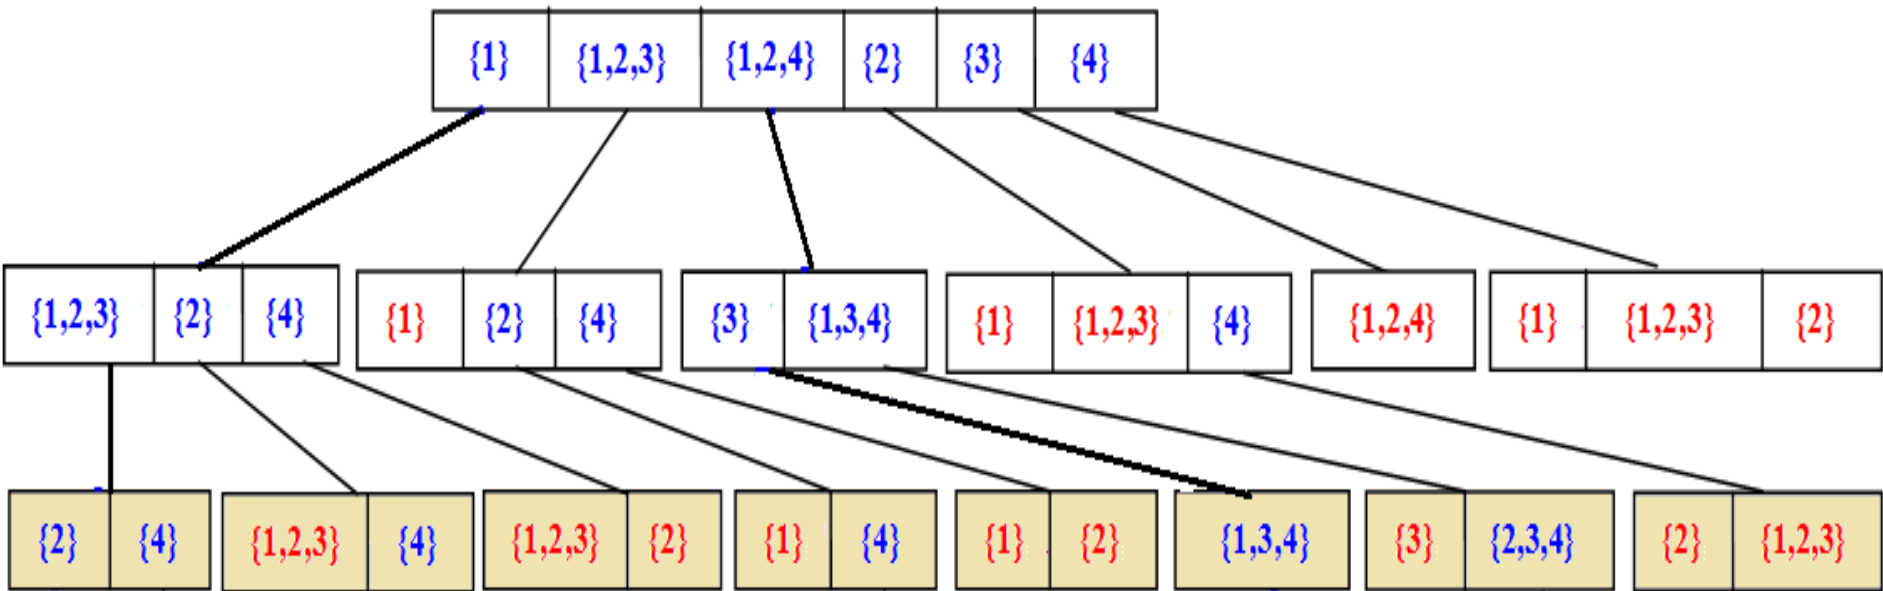 {1} {1,2,3} {1,2,4} {2} {3} {4}
{1,2,3} {2} {4} {1} {2} {4} {3} {1,3,4} {1} {1,2,3} {4} {1,2,4} {1} {1,2,3} {2}
{2} {4} {1,2,3} {4} {1,2,3} {2} {1} {4} {1} {2} {1,3,4} {3} {2,3,4} {2} {1,2,3}